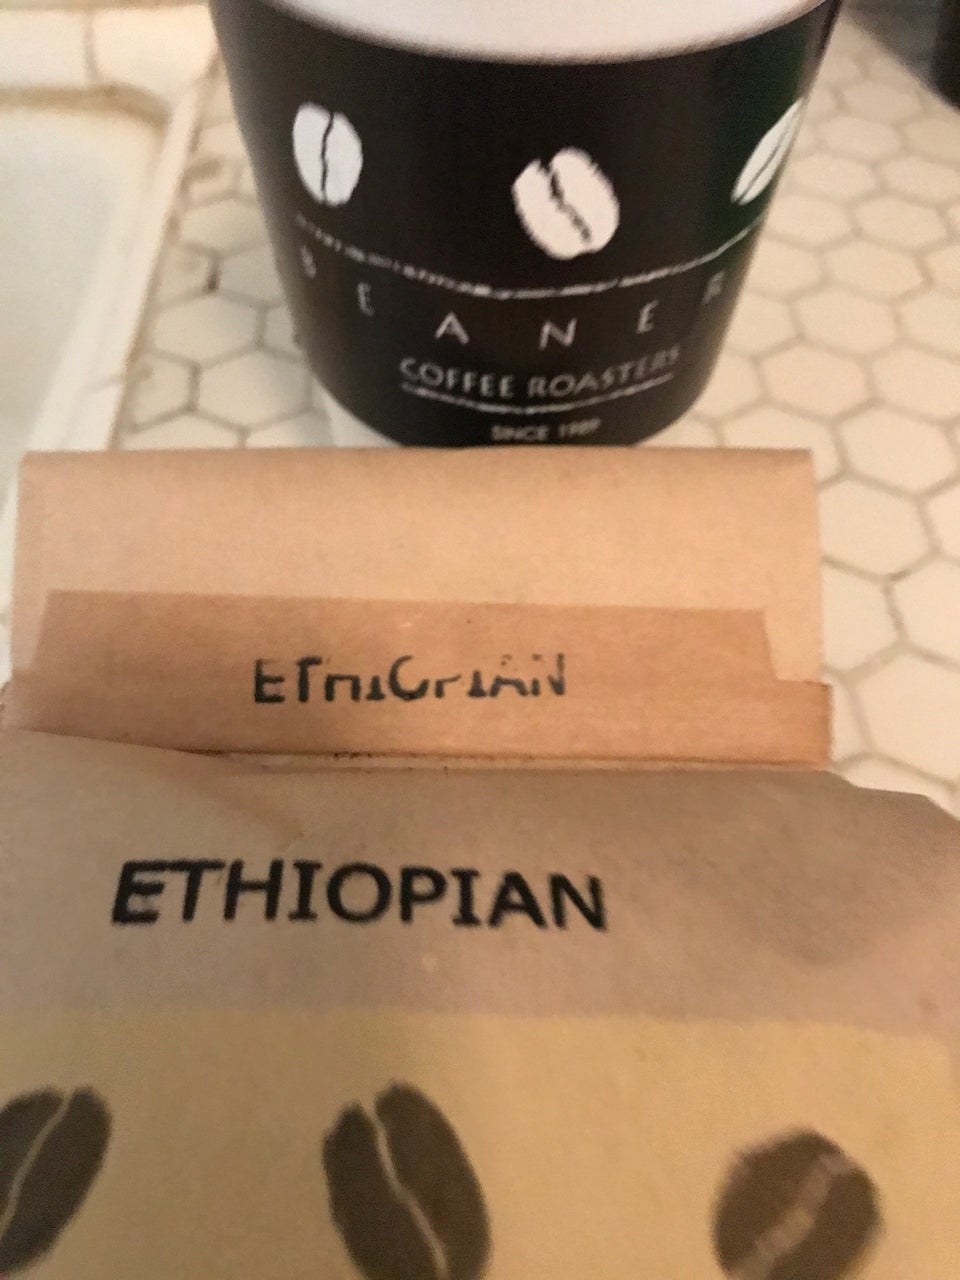 B E A N E R
COFFEE ROASTERS
SINCE 1989
ETHIOPIAN
ETHIOPIAN